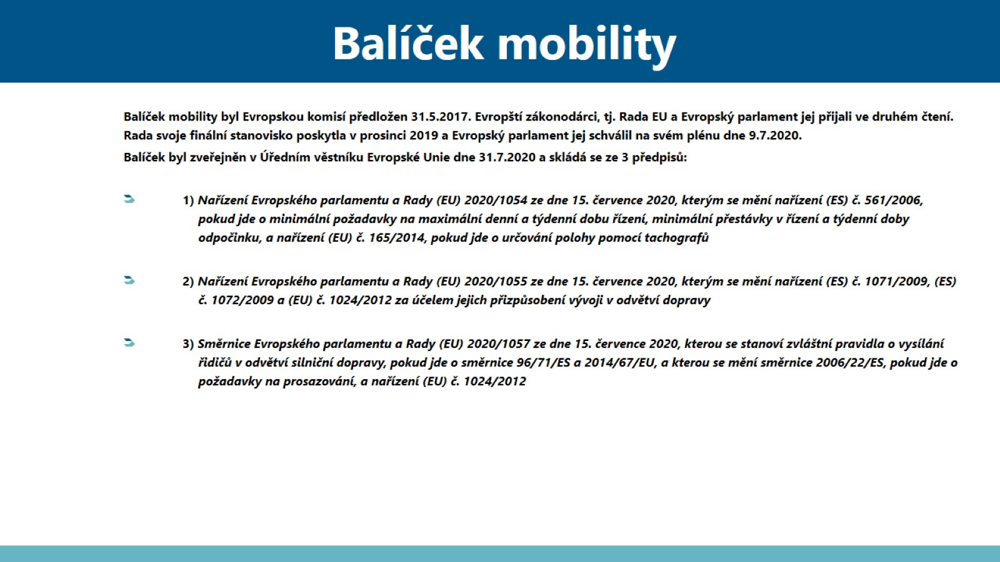 Balíček mobility
Balíček mobility byl Evropskou komisí předložen 31.5.2017. Evropští zákonodárci, tj. Rada EU a Evropský parlament jej přijali ve druhém čtení.
Rada svoje finální stanovisko poskytla v prosinci 2019 a Evropský parlament jej schválil na svém plénu dne 9.7.2020.
Balíček byl zveřejněn v Úředním věstníku Evropské Unie dne 31.7.2020 a skládá se ze 3 předpisů:
1) Nařízení Evropského parlamentu a Rady (EU) 2020/1054 ze dne 15. července 2020, kterým se mění nařízení (ES) č. 561/2006,
pokud jde o minimální požadavky na maximální denní a týdenní dobu řízení, minimální přestávky v řízení a týdenní doby
odpočinku, a nařízení (EU) č. 165/2014, pokud jde o určování polohy pomocí tachografů
2) Nařízení Evropského parlamentu a Rady (EU) 2020/1055 ze dne 15. července 2020, kterým se mění nařízení (ES) č. 1071/2009, (ES)
č. 1072/2009 a (EU) č. 1024/2012 za účelem jejich přizpůsobení vývoji v odvětví dopravy
3) Směrnice Evropského parlamentu a Rady (EU) 2020/1057 ze dne 15. července 2020, kterou se stanoví zvláštní pravidla o vysílání
řidičů v odvětví silniční dopravy, pokud jde o směrnice 96/71/ES a 2014/67/EU, a kterou se mění směrnice 2006/22/ES, pokud jde o
požadavky na prosazování, a nařízení (EU) č. 1024/2012